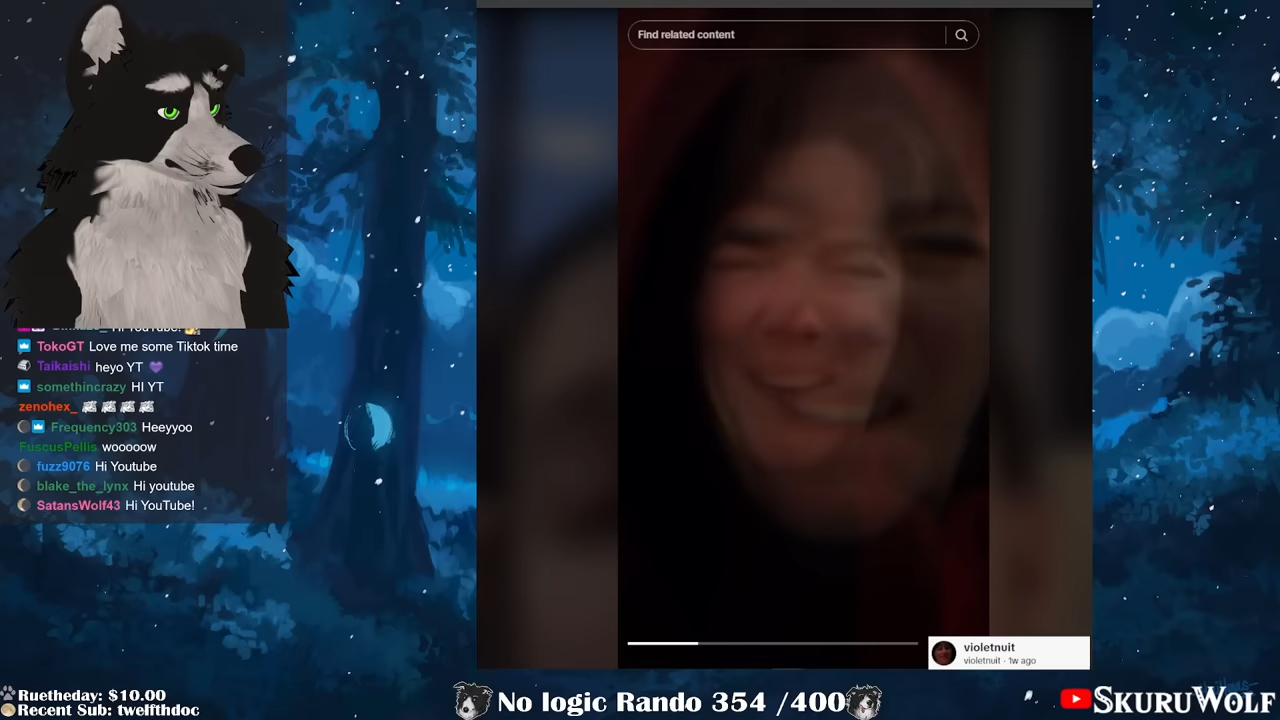 Find related content
Hi YouTube!
TokoGT Love me some Tiktok time
Taikaishi heyo YT
somethincrazy HI YT
zenohex_
Frequency303 Heeyyoo
FuscusPellis wooooow
fuzz9076 Hi Youtube
blake_the_lynx Hi youtube
SatansWolf43 Hi YouTube!
violetnuit
violetnuit · 1w ago
Ruetheday: $10.00
Recent Sub: twelfthdoc
No logic Rando 354 /400
SkuruWolf